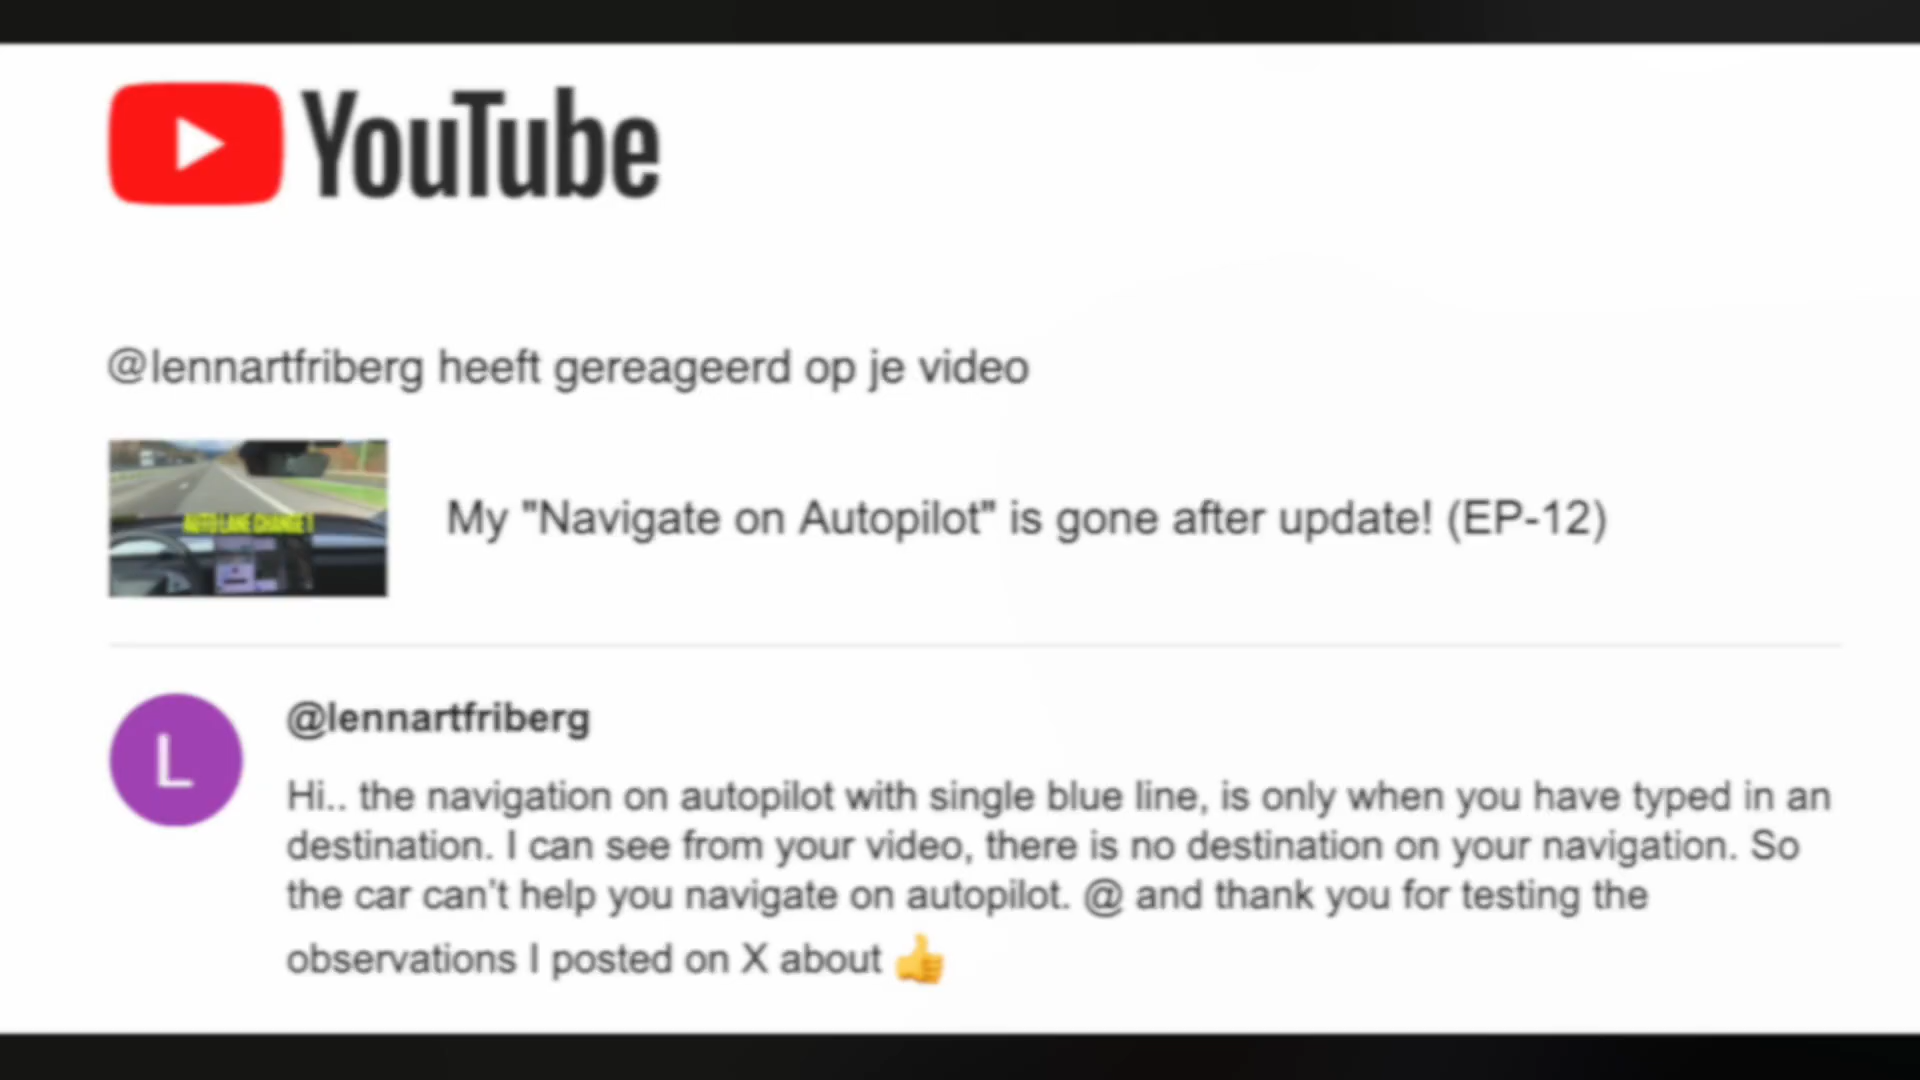 YouTube
@lennartfriberg heeft gereageerd op je video
AUTO LANE CHANGE !
My "Navigate on Autopilot" is gone after update! (EP-12)
L
@lennartfriberg
Hi.. the navigation on autopilot with single blue line, is only when you have typed in an
destination. I can see from your video, there is no destination on your navigation. So
the car can't help you navigate on autopilot. @ and thank you for testing the
observations I posted on X about 👍